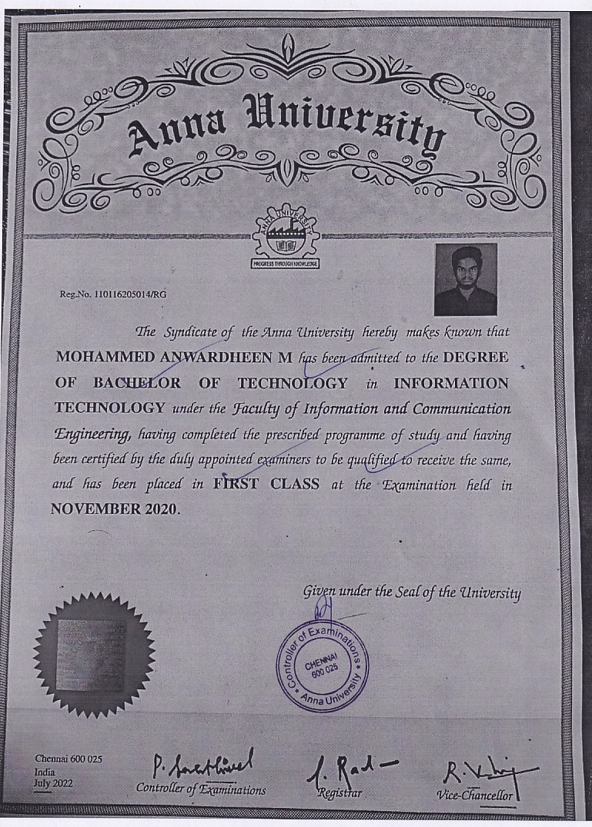 Anna University
ANNA UNIVERSITY
PROGRESS THROUGH KNOWLEDGE
Reg.No. 110116205014/RG
The Syndicate of the Anna University hereby makes known that
MOHAMMED ANWARDHEEN M has been admitted to the DEGREE
OF BACHELOR OF TECHNOLOGY in INFORMATION
TECHNOLOGY under the Faculty of Information and Communication
Engineering, having completed the prescribed programme of study and having
been certified by the duly appointed examiners to be qualified to receive the same,
and has been placed in FIRST CLASS at the Examination held in
NOVEMBER 2020.
Given under the Seal of the University
Controller of Examinations
CHENNAI
600 025
Anna University
Chennai 600 025
India
July 2022
Controller of Examinations
Registrar
Vice-Chancellor